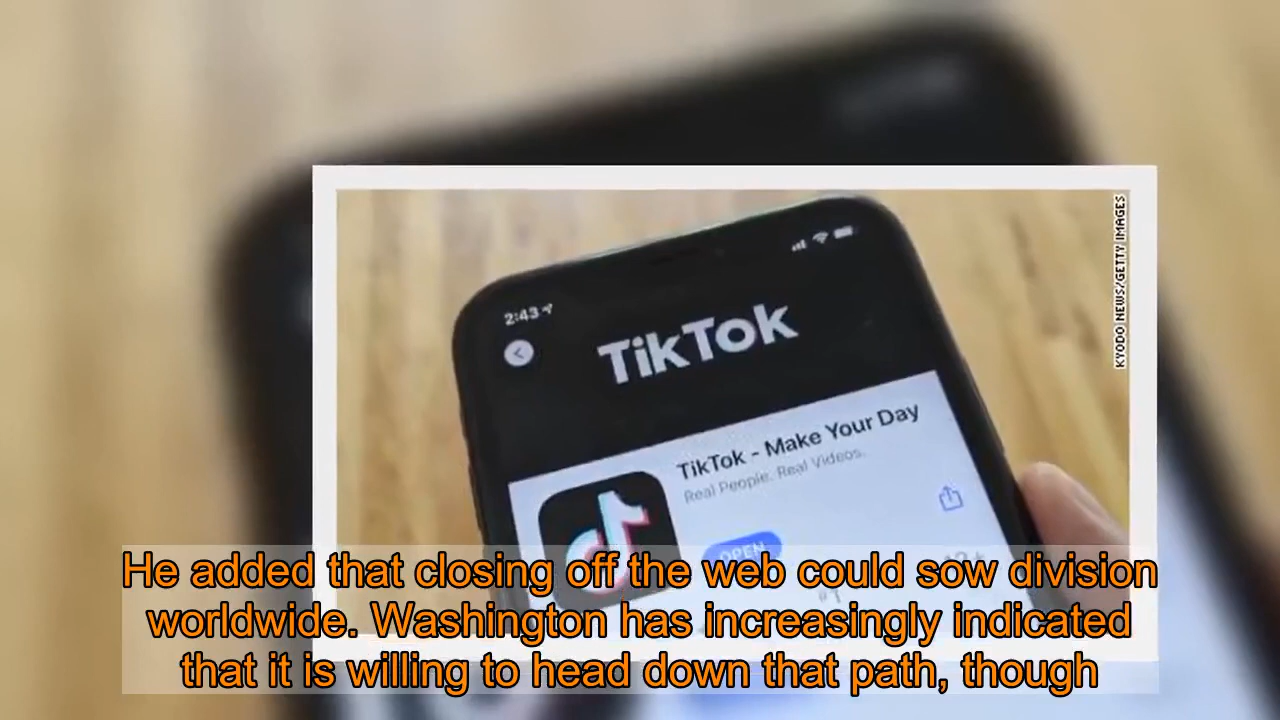 KYODO NEWS/GETTY IMAGES
2:43
TikTok
TikTok - Make Your Day
Real People. Real Videos.
OPEN
He added that closing off the web could sow division
worldwide. Washington has increasingly indicated
that it is willing to head down that path, though